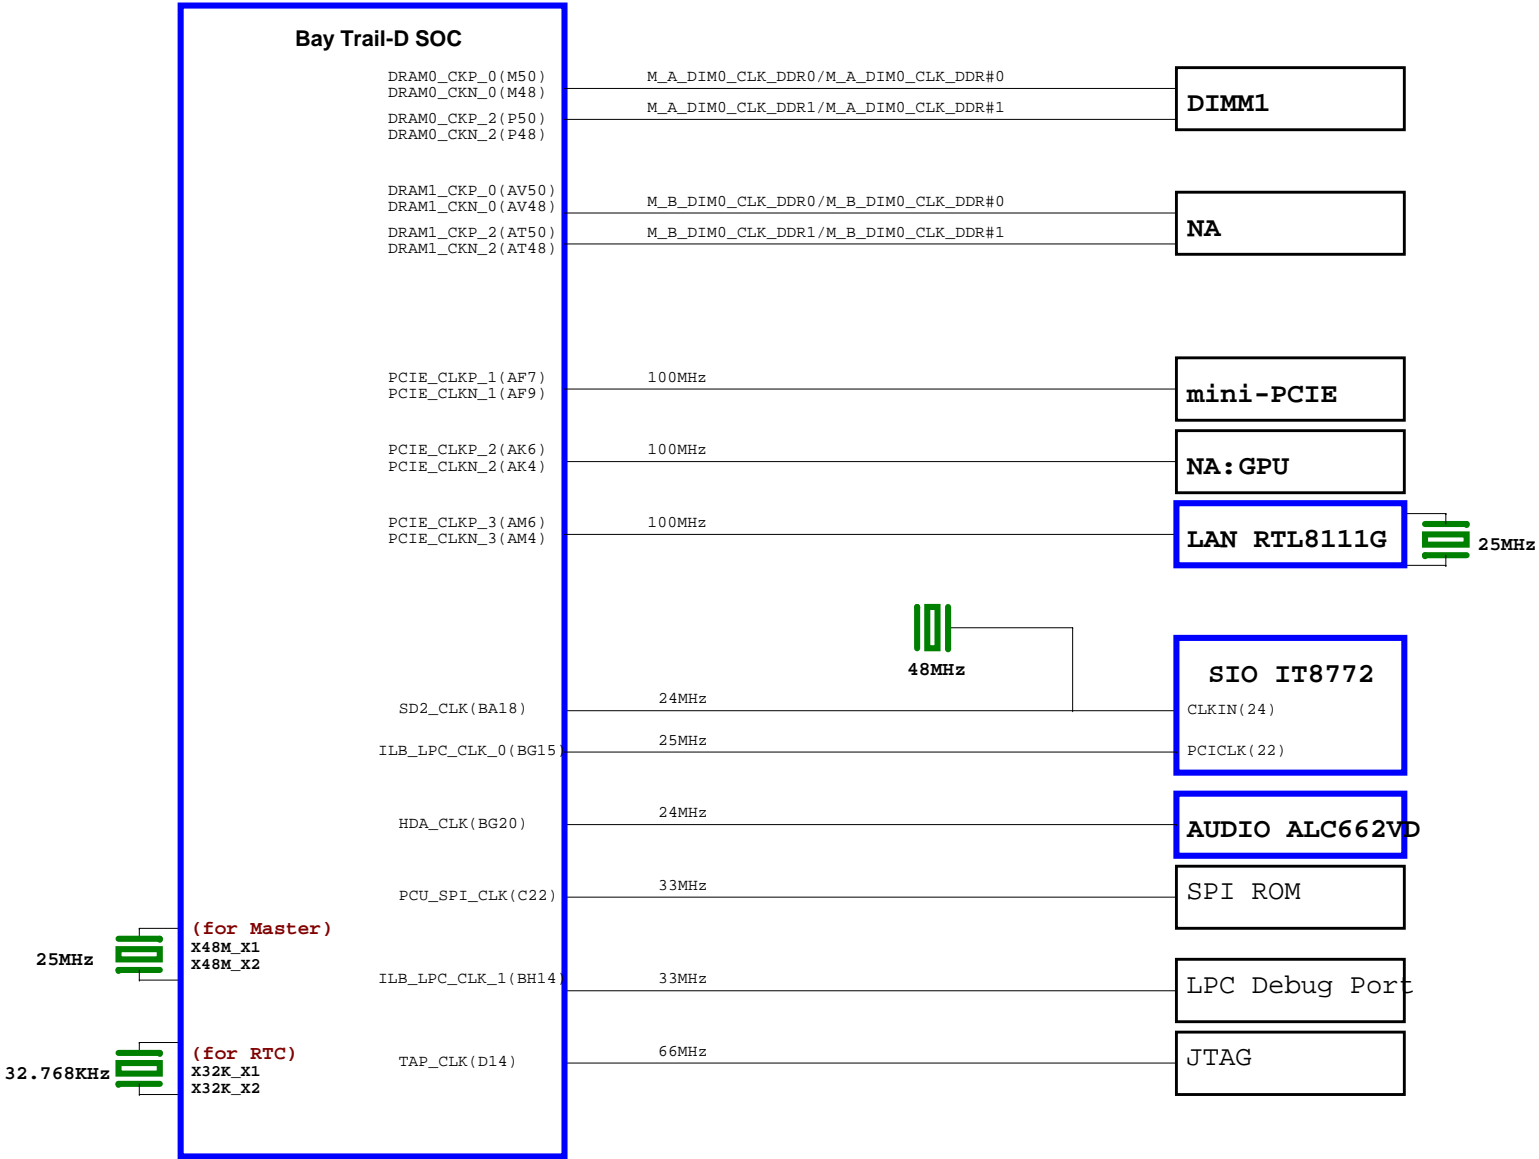 Bay Trail-D SOC
DRAM0_CKP_0(M50)
DRAM0_CKN_0(M48)
M_A_DIM0_CLK_DDR0/M_A_DIM0_CLK_DDR#0
DRAM0_CKP_2(P50)
DRAM0_CKN_2(P48)
M_A_DIM0_CLK_DDR1/M_A_DIM0_CLK_DDR#1
DIMM1
DRAM1_CKP_0(AV50)
DRAM1_CKN_0(AV48)
M_B_DIM0_CLK_DDR0/M_B_DIM0_CLK_DDR#0
DRAM1_CKP_2(AT50)
DRAM1_CKN_2(AT48)
M_B_DIM0_CLK_DDR1/M_B_DIM0_CLK_DDR#1
NA
PCIE_CLKP_1(AF7)
PCIE_CLKN_1(AF9)
100MHz
mini-PCIE
PCIE_CLKP_2(AK6)
PCIE_CLKN_2(AK4)
100MHz
NA:GPU
PCIE_CLKP_3(AM6)
PCIE_CLKN_3(AM4)
100MHz
LAN RTL8111G
25MHz
48MHz
SIO IT8772
SD2_CLK(BA18)
24MHz
CLKIN(24)
ILB_LPC_CLK_0(BG15)
25MHz
PCICLK(22)
HDA_CLK(BG20)
24MHz
AUDIO ALC662VD
PCU_SPI_CLK(C22)
33MHz
SPI ROM
25MHz
(for Master)
X48M_X1
X48M_X2
ILB_LPC_CLK_1(BH14)
33MHz
LPC Debug Port
32.768KHz
(for RTC)
X32K_X1
X32K_X2
TAP_CLK(D14)
66MHz
JTAG